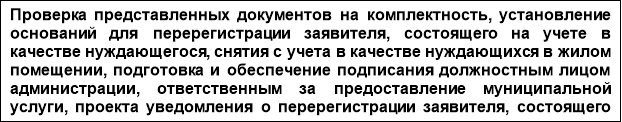 Проверка представленных документов на комплектность, установление
оснований для перерегистрации заявителя, состоящего на учете в
качестве нуждающегося, снятия с учета в качестве нуждающихся в жилом
помещении, подготовка и обеспечение подписания должностным лицом
администрации, ответственным за предоставление муниципальной
услуги, проекта уведомления о перерегистрации заявителя, состоящего